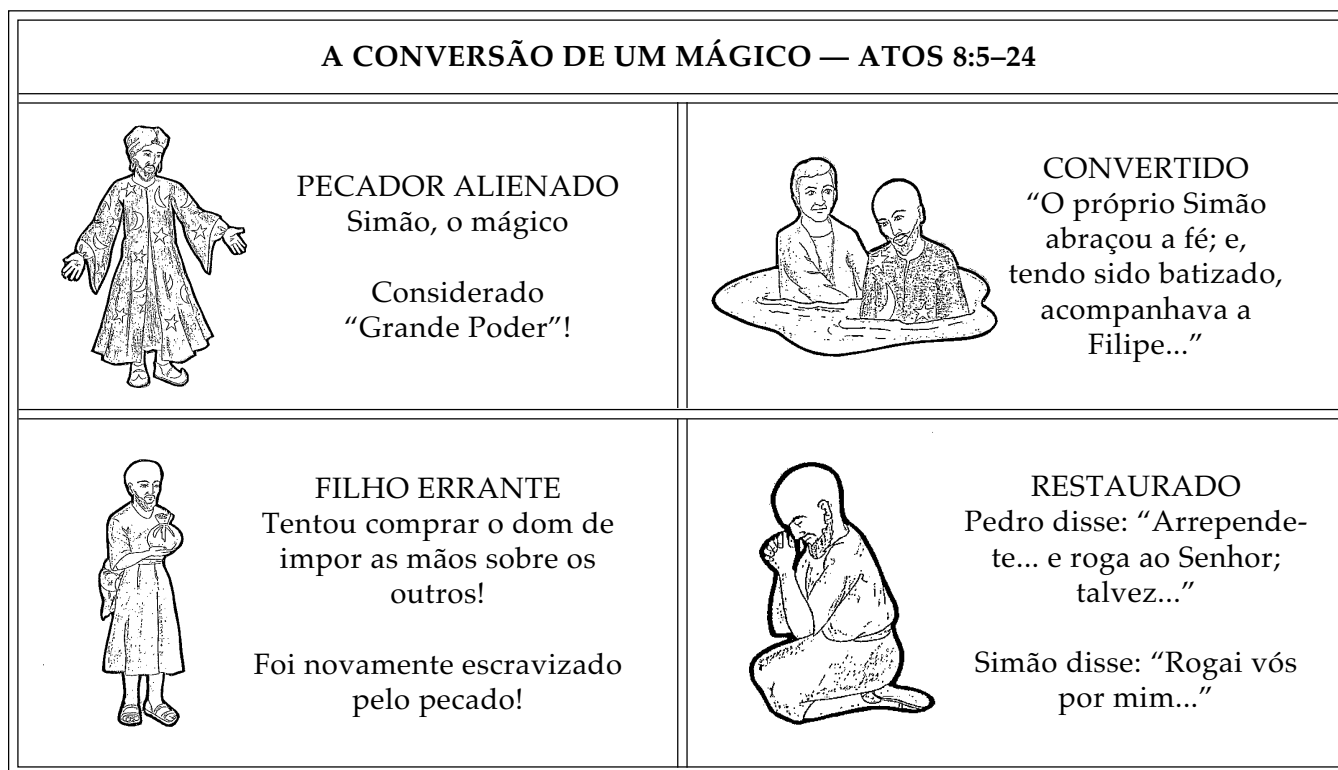 A CONVERSÃO DE UM MÁGICO — ATOS 8:5–24
PECADOR ALIENADO
Simão, o mágico
Considerado
“Grande Poder”!
CONVERTIDO
“O próprio Simão
abraçou a fé; e,
tendo sido batizado,
acompanhava a
Filipe...”
FILHO ERRANTE
Tentou comprar o dom de
impor as mãos sobre os
outros!
Foi novamente escravizado
pelo pecado!
RESTAURADO
Pedro disse: “Arrepende-
te... e roga ao Senhor;
talvez...”
Simão disse: “Rogai vós
por mim...”